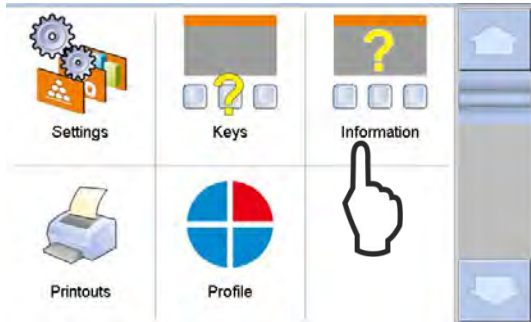 Settings
Keys
Information
Printouts
Profile